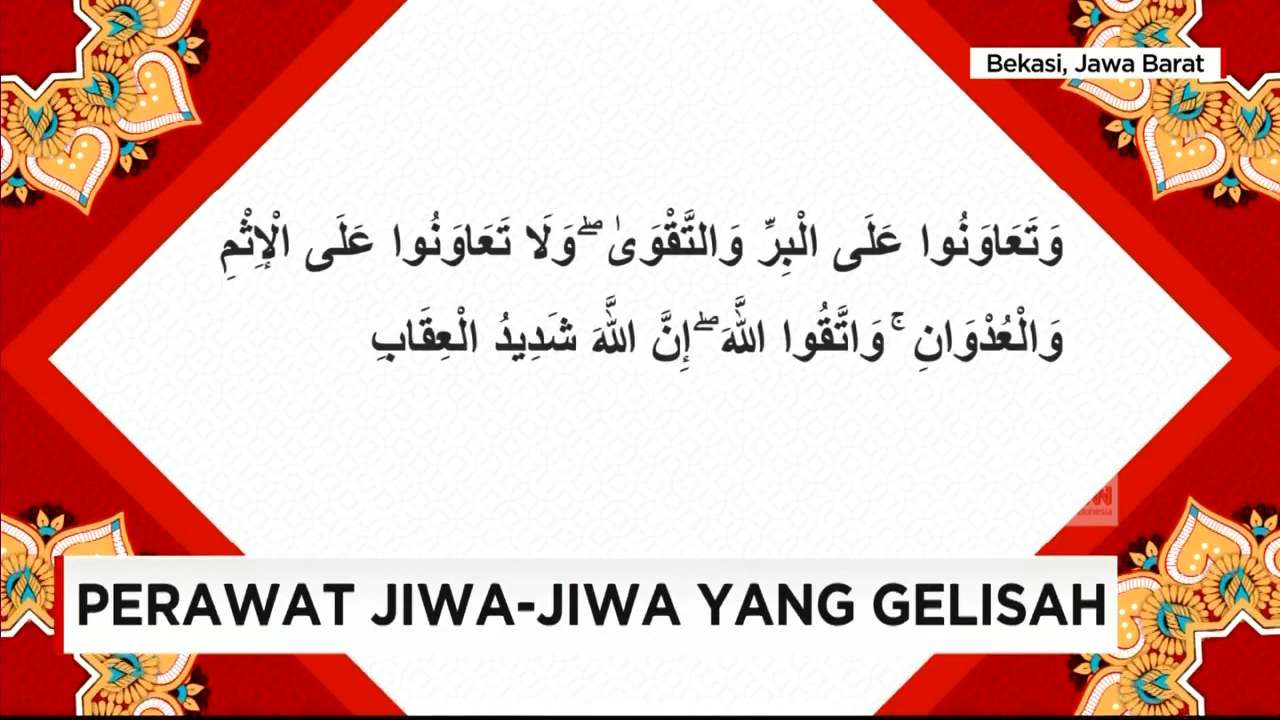 Bekasi, Jawa Barat
وَتَعَاوَنُوا عَلَى الْبِرِّ وَالتَّقْوَىٰ ۖ وَلَا تَعَاوَنُوا عَلَى الْإِثْمِ
وَالْعُدْوَانِ ۚ وَاتَّقُوا اللَّهَ ۖ إِنَّ اللَّهَ شَدِيدُ الْعِقَابِ
PERAWAT JIWA-JIWA YANG GELISAH